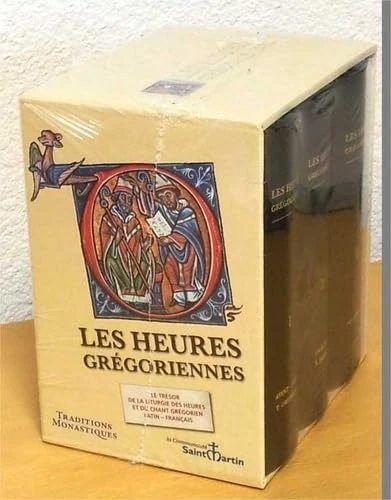 LES HEURES
GRÉGORIENNES
LE TRÉSOR
DE LA LITURGIE DES HEURES
ET DU CHANT GRÉGORIEN
LATIN – FRANÇAIS
TRADITIONS
MONASTIQUES
la Communauté
Saint Martin
LES HEURES
GRÉGORIENNES
I
LES HEURES
LES